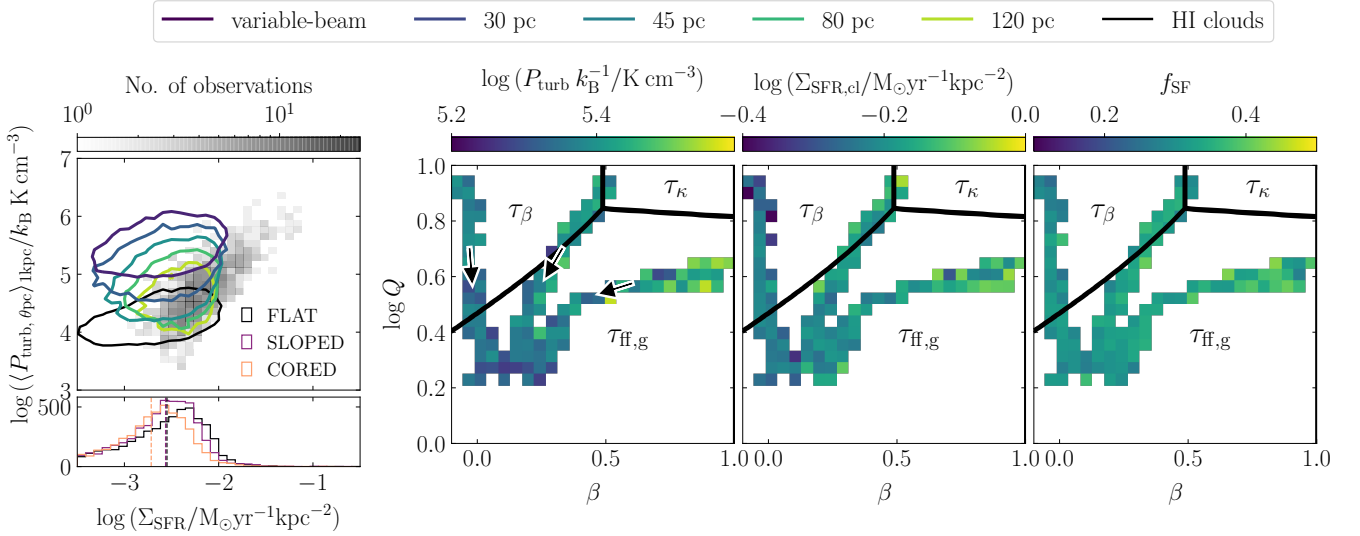 variable-beam 30 pc 45 pc 80 pc 120 pc HI clouds
No. of observations
10⁰ 10¹
log (⟨P_turb, θpc⟩₁kpc/k_B K cm⁻³)
7
6
5
4
3
FLAT
SLOPED
CORED
500
0
−3 −2 −1
log (Σ_SFR/M_⊙yr⁻¹kpc⁻²)
log (P_turb k_B⁻¹/K cm⁻³) log (Σ_SFR,cl/M_⊙yr⁻¹kpc⁻²) f_SF
5.2 5.4 −0.4 −0.2 0.0 0.2 0.4
log Q
1.0
0.8
0.6
0.4
0.2
0.0
τ_β τ_κ τ_ff,g
τ_β τ_κ τ_ff,g
τ_β τ_κ τ_ff,g
0.0 0.5 1.0 0.0 0.5 1.0 0.0 0.5 1.0
β β β